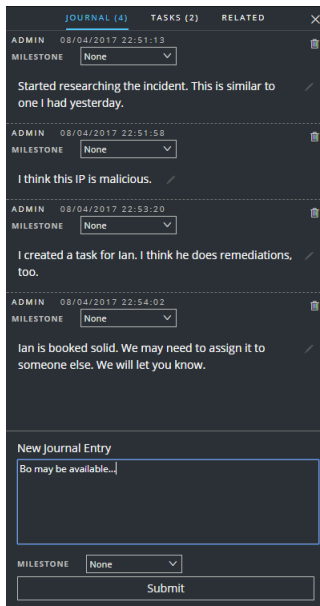 JOURNAL (4) TASKS (2) RELATED
ADMIN 08/04/2017 22:51:13
MILESTONE None
Started researching the incident. This is similar to
one I had yesterday.
ADMIN 08/04/2017 22:51:58
MILESTONE None
I think this IP is malicious.
ADMIN 08/04/2017 22:53:20
MILESTONE None
I created a task for Ian. I think he does remediations,
too.
ADMIN 08/04/2017 22:54:02
MILESTONE None
Ian is booked solid. We may need to assign it to
someone else. We will let you know.
New Journal Entry
Bo may be available...
MILESTONE None
Submit